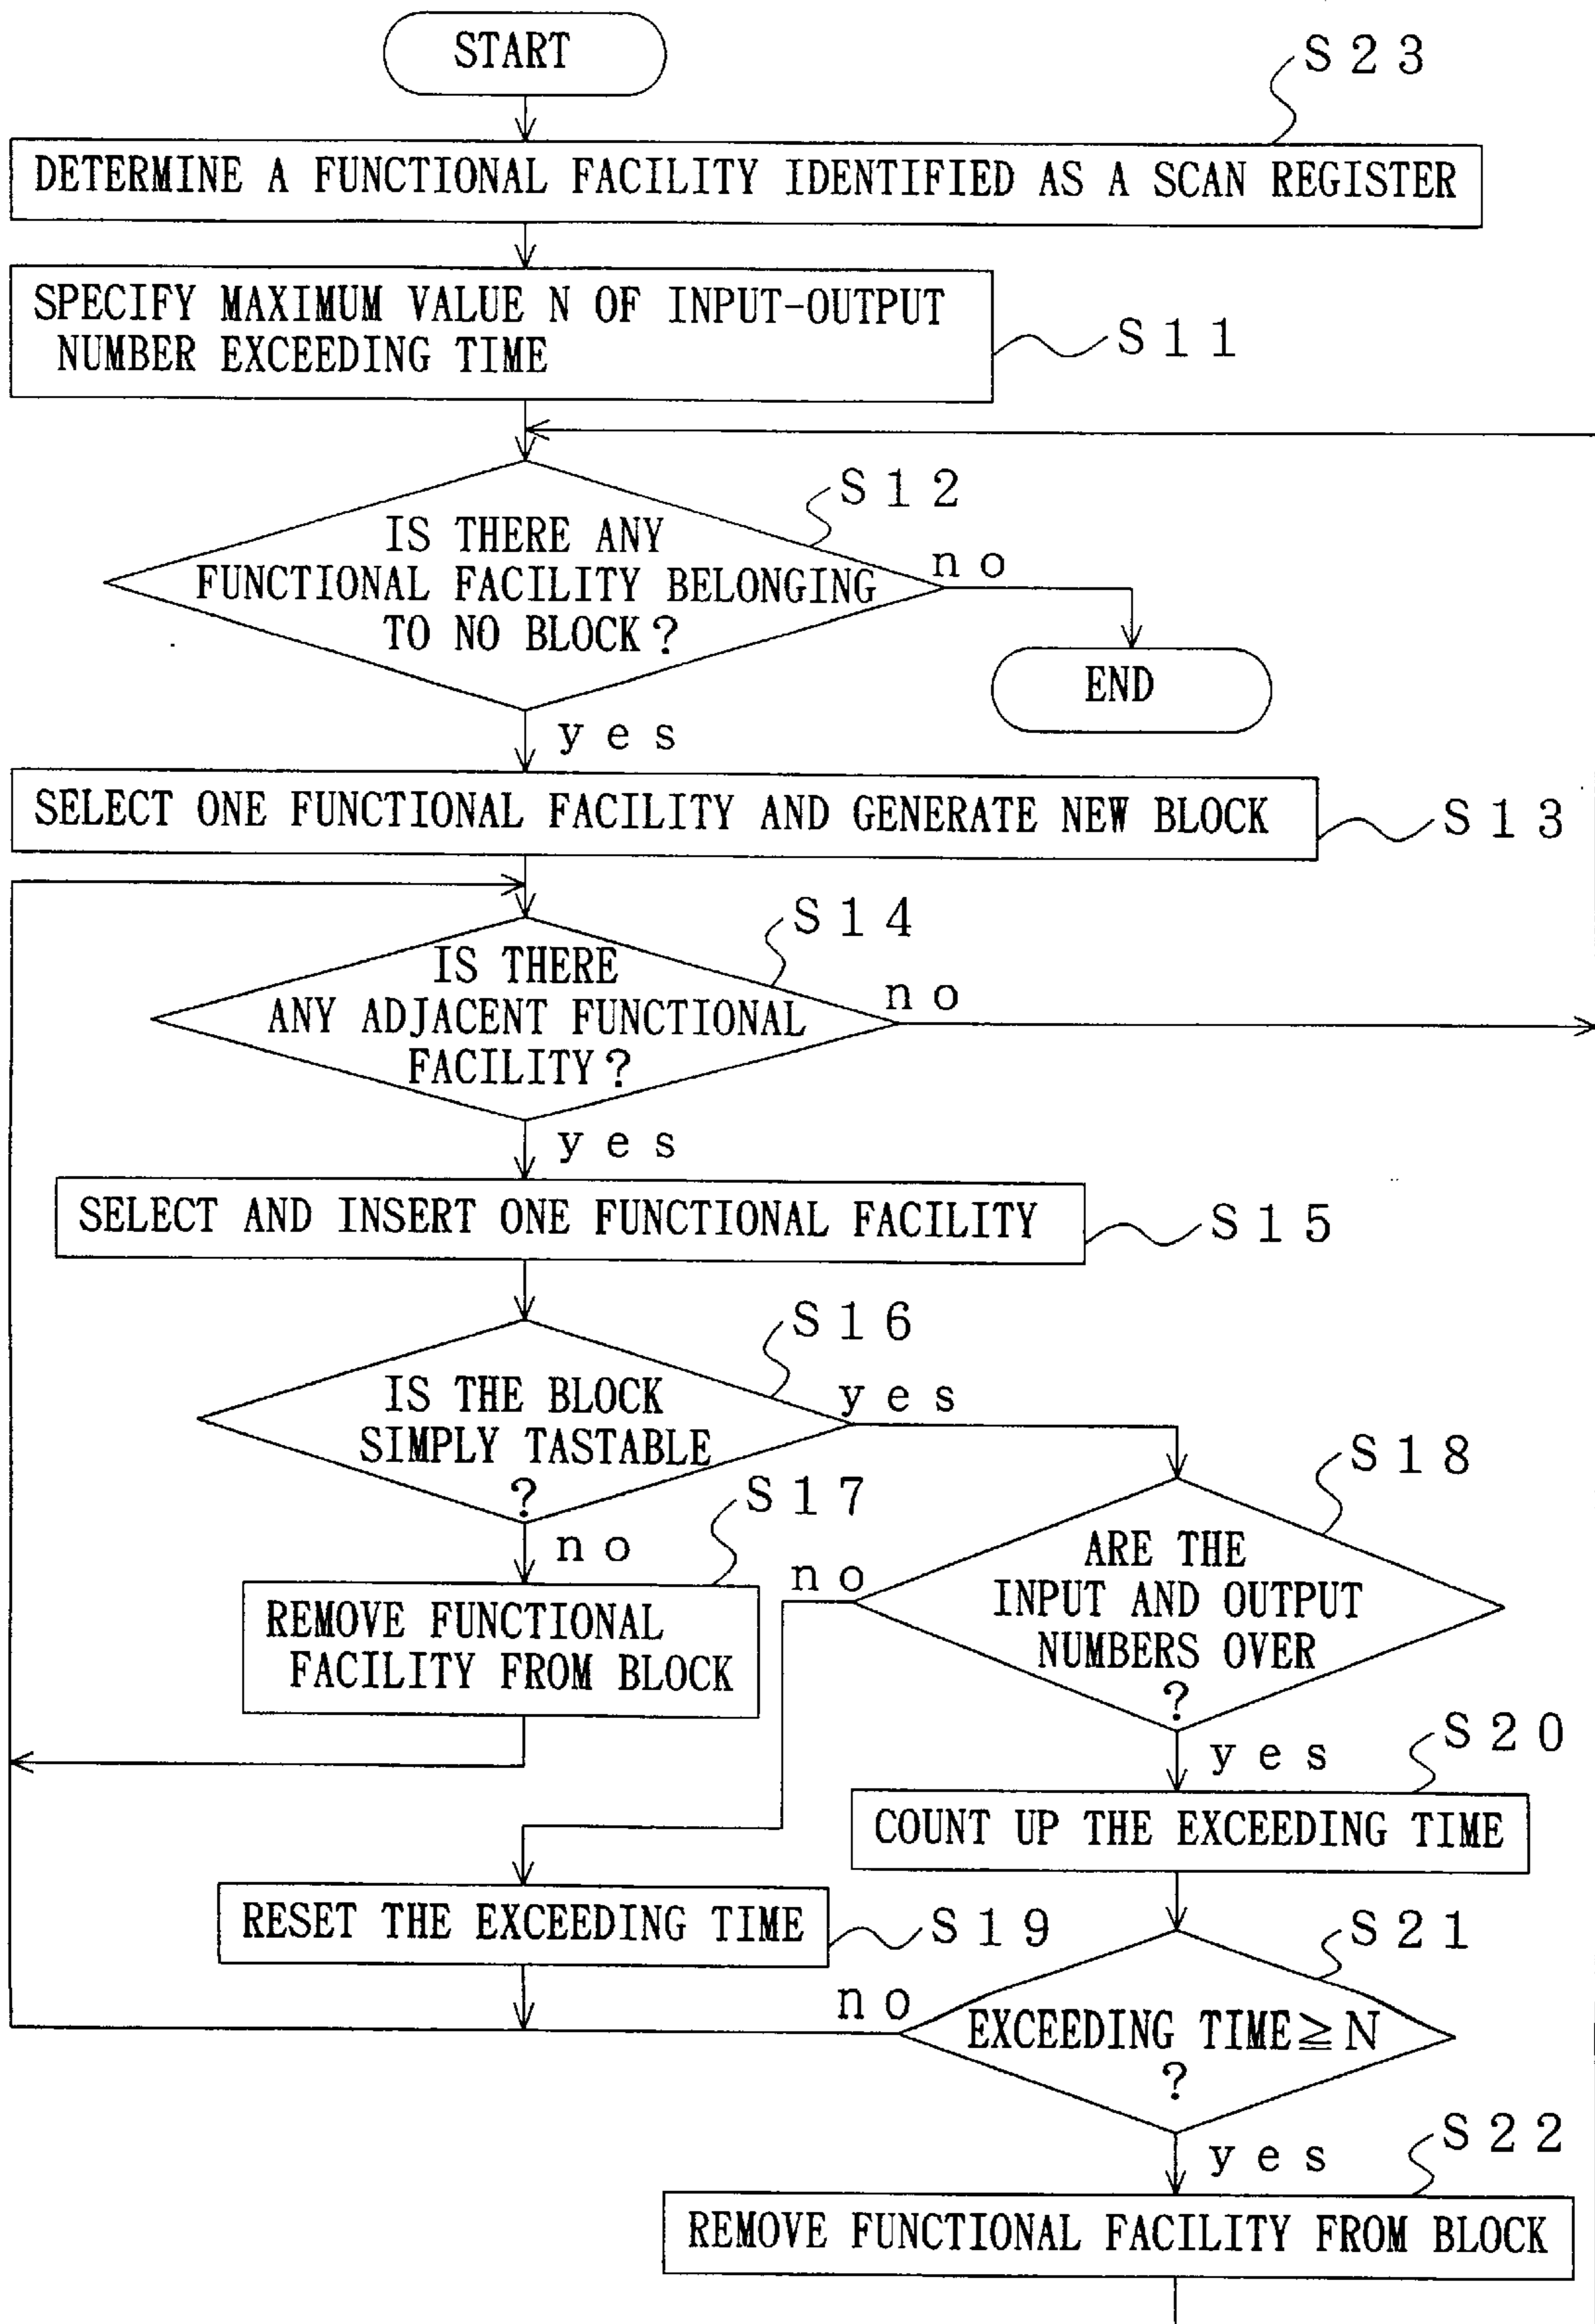 START
S23
DETERMINE A FUNCTIONAL FACILITY IDENTIFIED AS A SCAN REGISTER
SPECIFY MAXIMUM VALUE N OF INPUT-OUTPUT
NUMBER EXCEEDING TIME
S11
S12
IS THERE ANY
FUNCTIONAL FACILITY BELONGING
TO NO BLOCK?
no
END
yes
SELECT ONE FUNCTIONAL FACILITY AND GENERATE NEW BLOCK
S13
S14
IS THERE
ANY ADJACENT FUNCTIONAL
FACILITY?
no
yes
SELECT AND INSERT ONE FUNCTIONAL FACILITY
S15
S16
IS THE BLOCK
SIMPLY TASTABLE
?
yes
no
S17
REMOVE FUNCTIONAL
FACILITY FROM BLOCK
S18
ARE THE
INPUT AND OUTPUT
NUMBERS OVER
?
no
yes
S20
COUNT UP THE EXCEEDING TIME
RESET THE EXCEEDING TIME
S19
S21
EXCEEDING TIME≧N
?
no
yes
S22
REMOVE FUNCTIONAL FACILITY FROM BLOCK